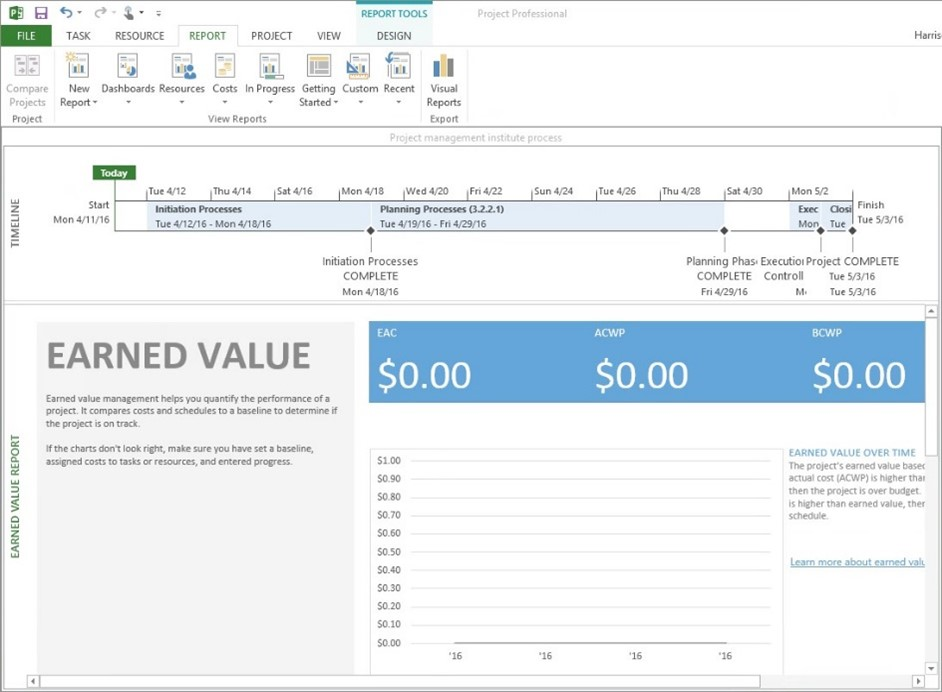 REPORT TOOLS
Project Professional
FILE TASK RESOURCE REPORT PROJECT VIEW DESIGN
Harris
Compare Projects
New Report
Dashboards
Resources
Costs
In Progress
Getting Started
Custom
Recent
Visual Reports
Project
View Reports
Export
Project management institute process
TIMELINE
Today
Tue 4/12 Thu 4/14 Sat 4/16 Mon 4/18 Wed 4/20 Fri 4/22 Sun 4/24 Tue 4/26 Thu 4/28 Sat 4/30 Mon 5/2
Start
Mon 4/11/16
Initiation Processes
Tue 4/12/16 - Mon 4/18/16
Planning Processes (3.2.2.1)
Tue 4/19/16 - Fri 4/29/16
Exec
Mon
Closi
Tue
Finish
Tue 5/3/16
Initiation Processes
COMPLETE
Mon 4/18/16
Planning Phas
COMPLETE
Fri 4/29/16
Execution
Controll
M
Project COMPLETE
Tue 5/3/16
Tue 5/3/16
EARNED VALUE REPORT
EARNED VALUE
Earned value management helps you quantify the performance of a
project. It compares costs and schedules to a baseline to determine if
the project is on track.
If the charts don't look right, make sure you have set a baseline,
assigned costs to tasks or resources, and entered progress.
EAC ACWP BCWP
$0.00 $0.00 $0.00
$1.00
$0.90
$0.80
$0.70
$0.60
$0.50
$0.40
$0.30
$0.20
$0.10
$0.00
'16 '16 '16 '16
EARNED VALUE OVER TIME
The project's earned value based
actual cost (ACWP) is higher than
then the project is over budget.
is higher than earned value, then
schedule.
Learn more about earned valu